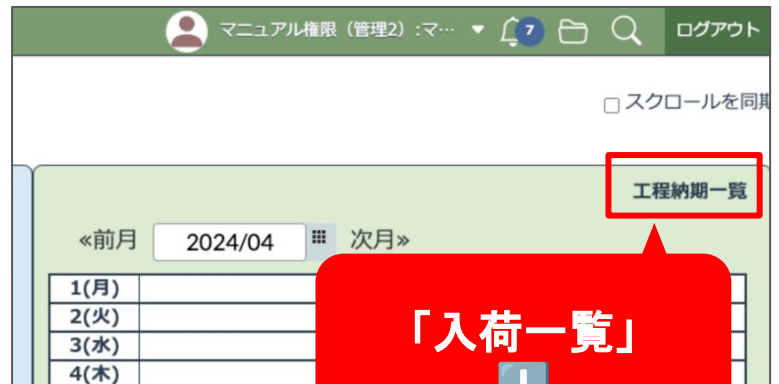 マニュアル権限（管理2）:マ… ▼ 7 ログアウト
スクロールを同期
工程納期一覧
«前月 2024/04 次月»
1(月)
2(火)
3(水)
4(木)
「入荷一覧」